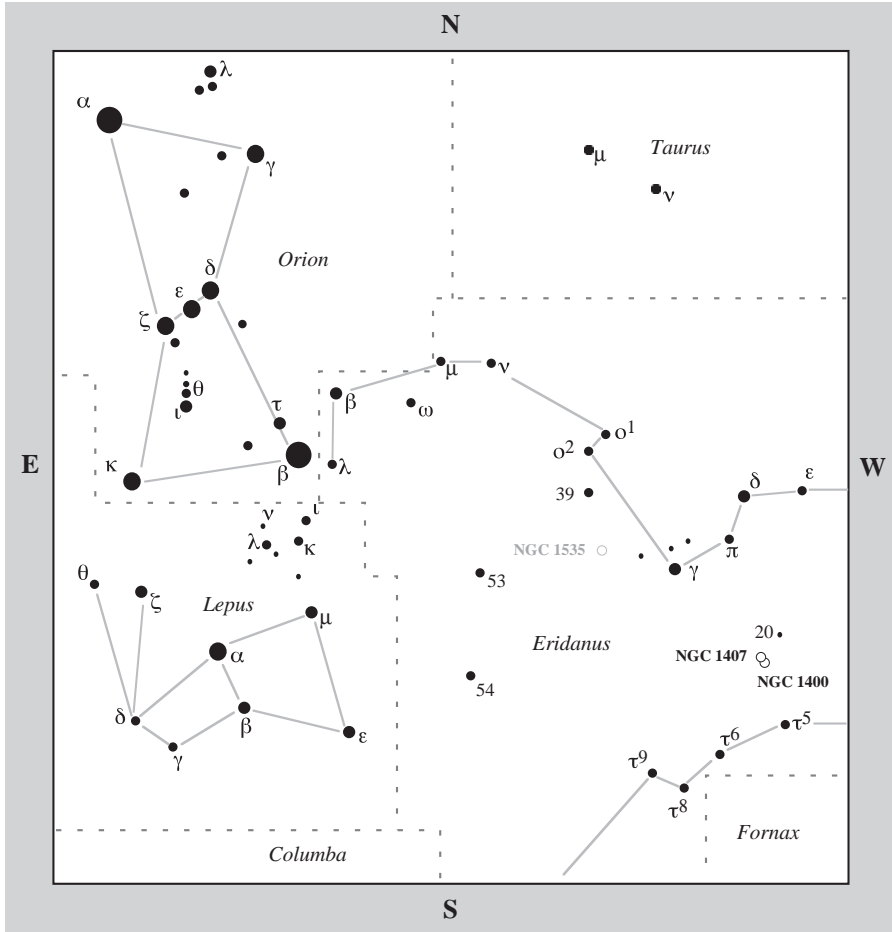 N
λ
α
γ
Taurus
μ
ν
Orion
δ
ε
ζ
θ
ι
τ
β
κ
μ
ν
β
ω
λ
ο1
ο2
39
δ
ε
π
γ
E
W
ν
ι
λ
κ
NGC 1535
53
θ
ζ
Lepus
μ
α
Eridanus
20
NGC 1407
NGC 1400
54
δ
β
γ
ε
τ5
τ6
τ9
τ8
Fornax
Columba
S